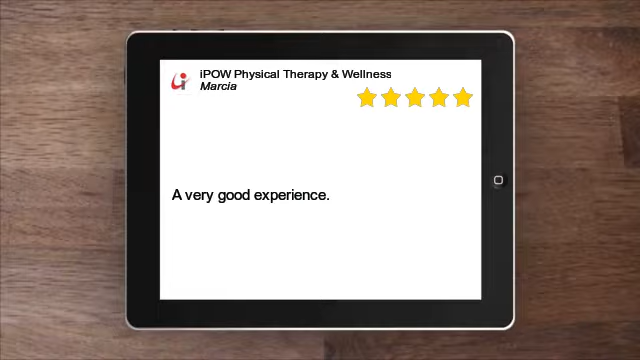 iPOW Physical Therapy & Wellness
Marcia
A very good experience.